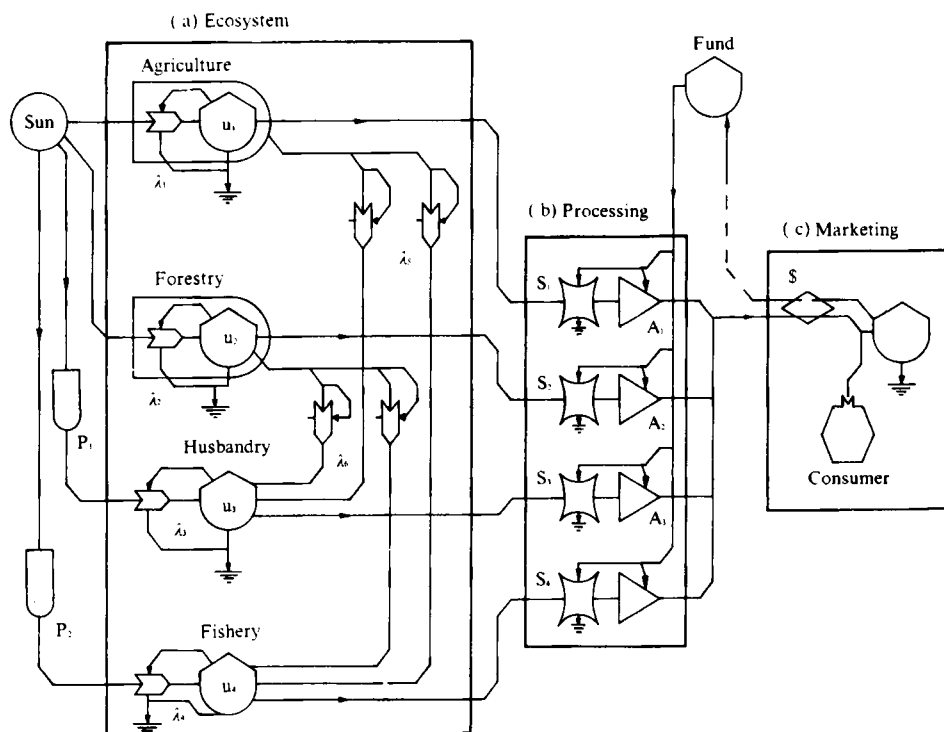 ( a ) Ecosystem
Fund
Agriculture
Sun
u₁
λ₁
( b ) Processing
( c ) Marketing
λ₅
Forestry
$
S₁
A₁
u₂
λ₂
S₂
A₂
P₁
Husbandry
λ₆
Consumer
u₃
S₃
A₃
λ₃
S₄
P₂
Fishery
u₄
λ₄